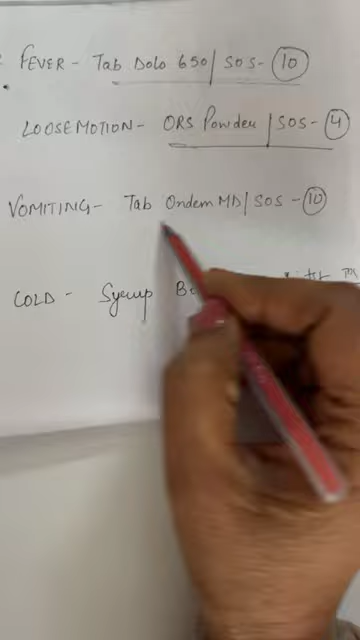 FEVER - Tab Dolo 650 / SOS - 10
LOOSEMOTION - ORS Powder / SOS - 4
VOMITING - Tab Ondem MD / SOS - 10
COLD - Syrup